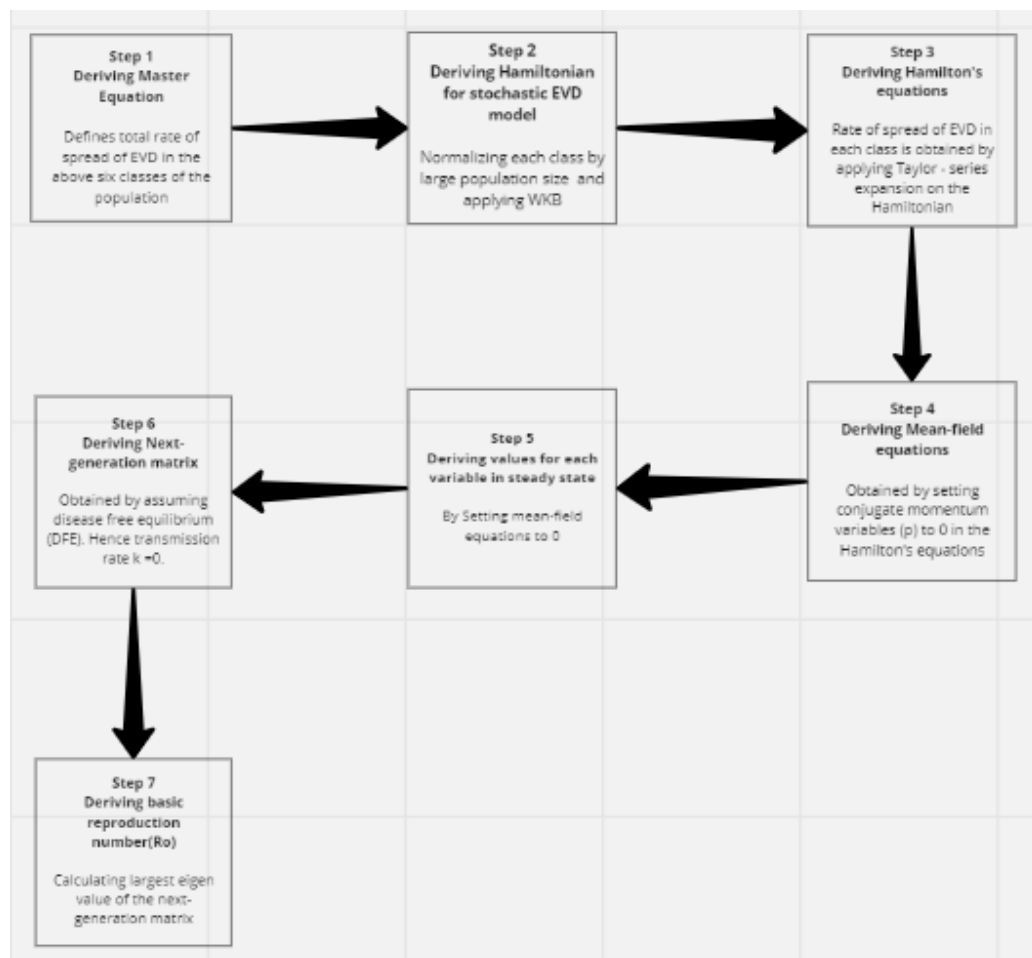 Step 1
Deriving Master
Equation
Defines total rate of
spread of EVD in the
above six classes of the
population
Step 2
Deriving Hamiltonian
for stochastic EVD
model
Normalizing each class by
large population size and
applying WKB
Step 3
Deriving Hamilton's
equations
Rate of spread of EVD in
each class is obtained by
applying Taylor - series
expansion on the
Hamiltonian
Step 4
Deriving Mean-field
equations
Obtained by setting
conjugate momentum
variables (p) to 0 in the
Hamilton's equations
Step 5
Deriving values for each
variable in steady state
By Setting mean-field
equations to 0
Step 6
Deriving Next-
generation matrix
Obtained by assuming
disease free equilibrium
(DFE). Hence transmission
rate k =0.
Step 7
Deriving basic
reproduction
number(Ro)
Calculating largest eigen
value of the next-
generation matrix